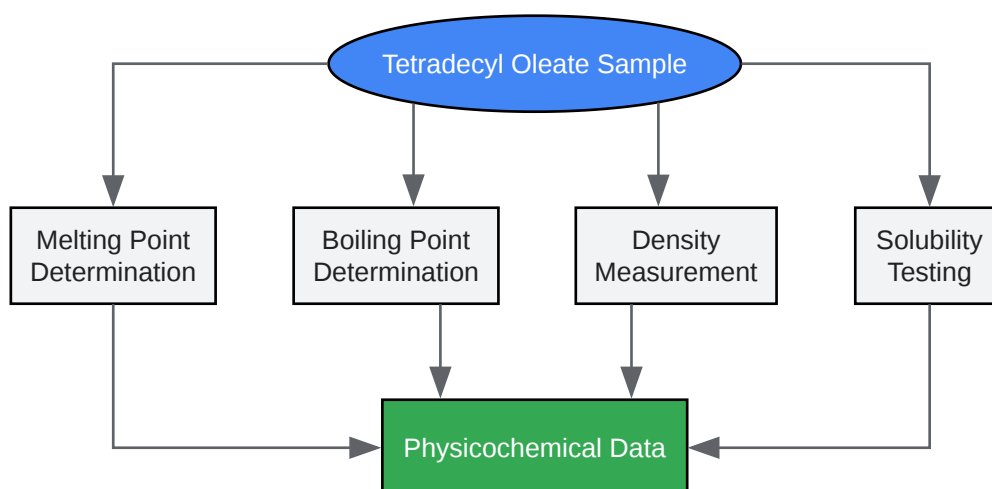 Tetradecyl Oleate Sample
Melting Point
Determination
Boiling Point
Determination
Density
Measurement
Solubility
Testing
Physicochemical Data